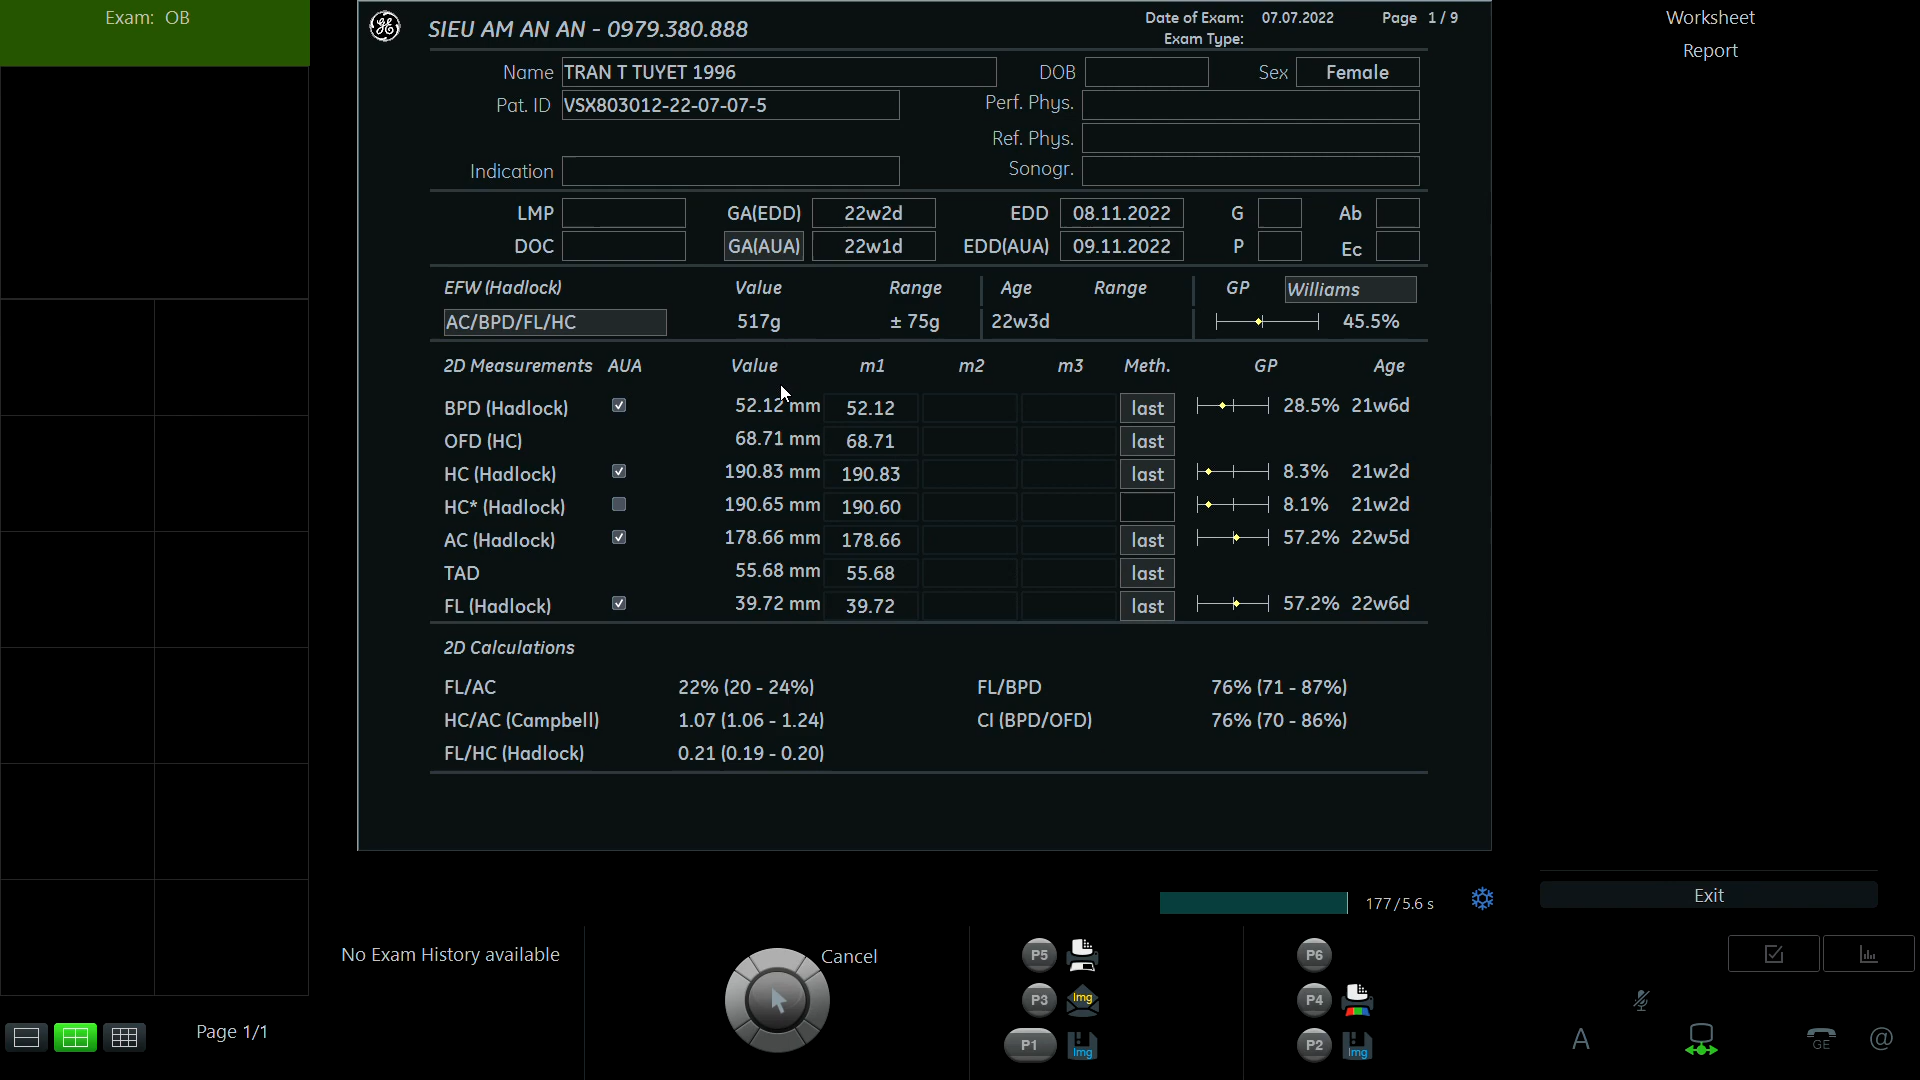 Exam: OB
SIEU AM AN AN - 0979.380.888
Date of Exam: 07.07.2022 Page 1 / 9
Exam Type:
Name TRAN T TUYET 1996 DOB Sex Female
Pat. ID VSX803012-22-07-07-5 Perf. Phys.
Ref. Phys.
Indication Sonogr.
LMP GA(EDD) 22w2d EDD 08.11.2022 G Ab
DOC GA(AUA) 22w1d EDD(AUA) 09.11.2022 P Ec
EFW (Hadlock) Value Range Age Range GP Williams
AC/BPD/FL/HC 517g ± 75g 22w3d 45.5%
2D Measurements AUA Value m1 m2 m3 Meth. GP Age
BPD (Hadlock) 52.12 mm 52.12 last 28.5% 21w6d
OFD (HC) 68.71 mm 68.71 last
HC (Hadlock) 190.83 mm 190.83 last 8.3% 21w2d
HC* (Hadlock) 190.65 mm 190.60 8.1% 21w2d
AC (Hadlock) 178.66 mm 178.66 last 57.2% 22w5d
TAD 55.68 mm 55.68 last
FL (Hadlock) 39.72 mm 39.72 last 57.2% 22w6d
2D Calculations
FL/AC 22% (20 - 24%) FL/BPD 76% (71 - 87%)
HC/AC (Campbell) 1.07 (1.06 - 1.24) CI (BPD/OFD) 76% (70 - 86%)
FL/HC (Hadlock) 0.21 (0.19 - 0.20)
Worksheet
Report
177 / 5.6 s
Exit
No Exam History available
Cancel
P5 P6
P3 Img P4
P1 Img P2 Img
Page 1/1
A GE @